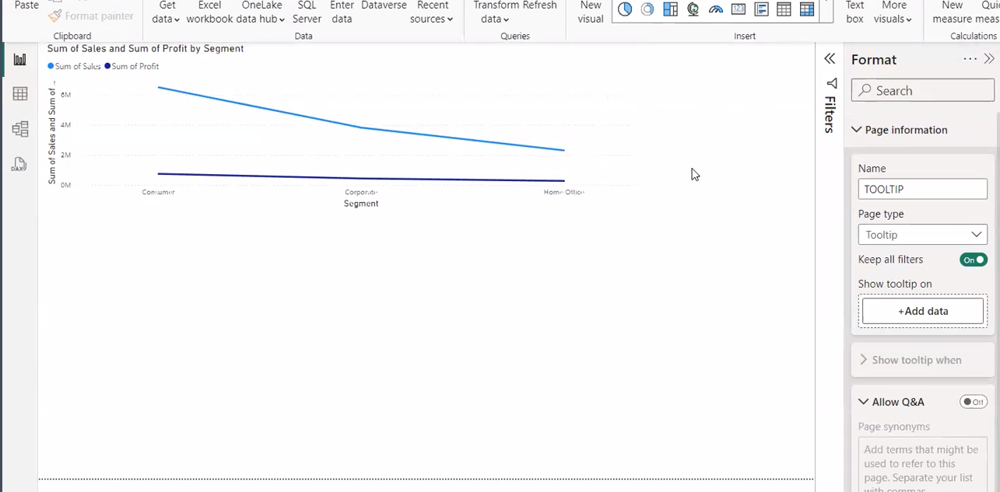 Paste
Format painter
Clipboard
Get data
Excel workbook
OneLake data hub
SQL Server
Enter data
Dataverse
Recent sources
Data
Transform data
Refresh
Queries
New visual
123
Text box
More visuals
Insert
New measure
Calculations
Sum of Sales and Sum of Profit by Segment
Sum of Sales Sum of Profit
Sum of Sales and Sum of ...
6M
4M
2M
0M
Consumer Corporate Home Office
Segment
DAX
Filters
Format
Search
Page information
Name
TOOLTIP
Page type
Tooltip
Keep all filters On
Show tooltip on
+Add data
Show tooltip when
Allow Q&A Off
Page synonyms
Add terms that might be
used to refer to this
page. Separate your list
with commas